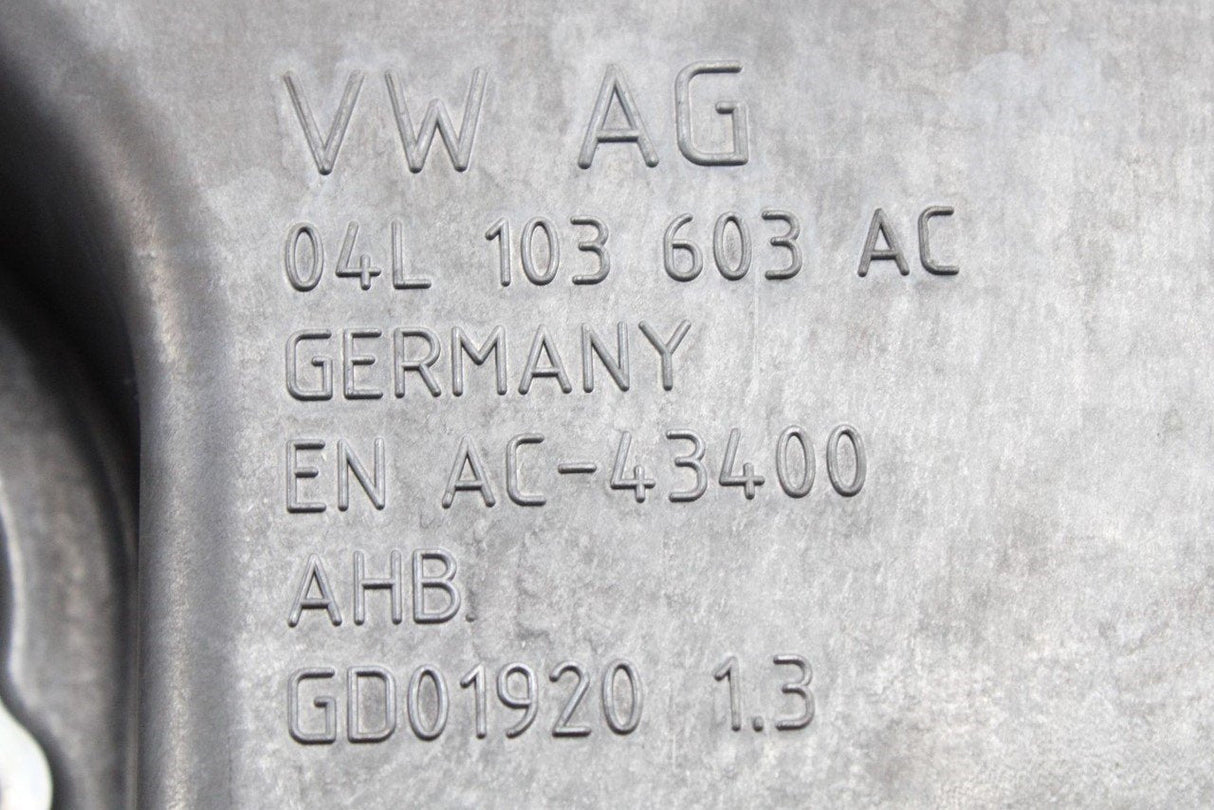 VW AG
04L 103 603 AC
GERMANY
EN AC-43400
AHB
GD01920 1.3